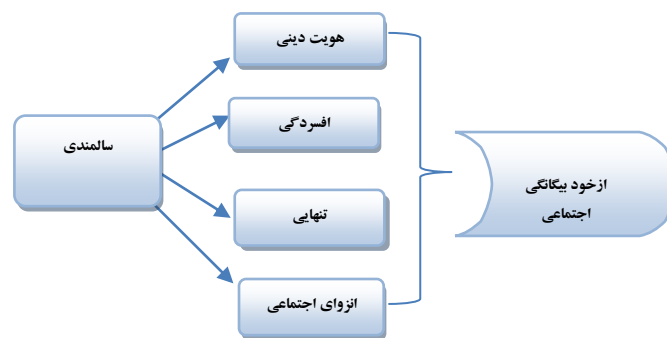 هویت دینی
افسردگی
سالمندی
تنهایی
انزوای اجتماعی
ازخود بیگانگی
اجتماعی